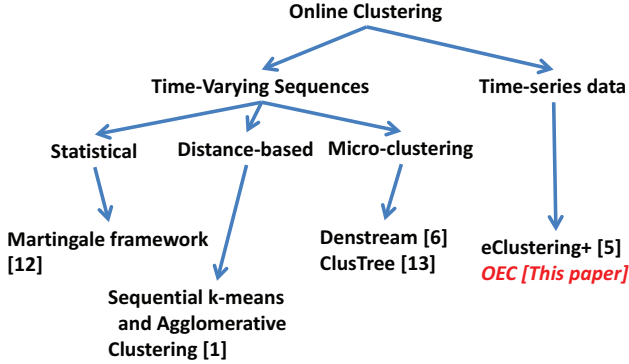 Online Clustering
Time-Varying Sequences
Time-series data
Statistical
Distance-based
Micro-clustering
Martingale framework
[12]
Sequential k-means
and Agglomerative
Clustering [1]
Denstream [6]
ClusTree [13]
eClustering+ [5]
OEC [This paper]